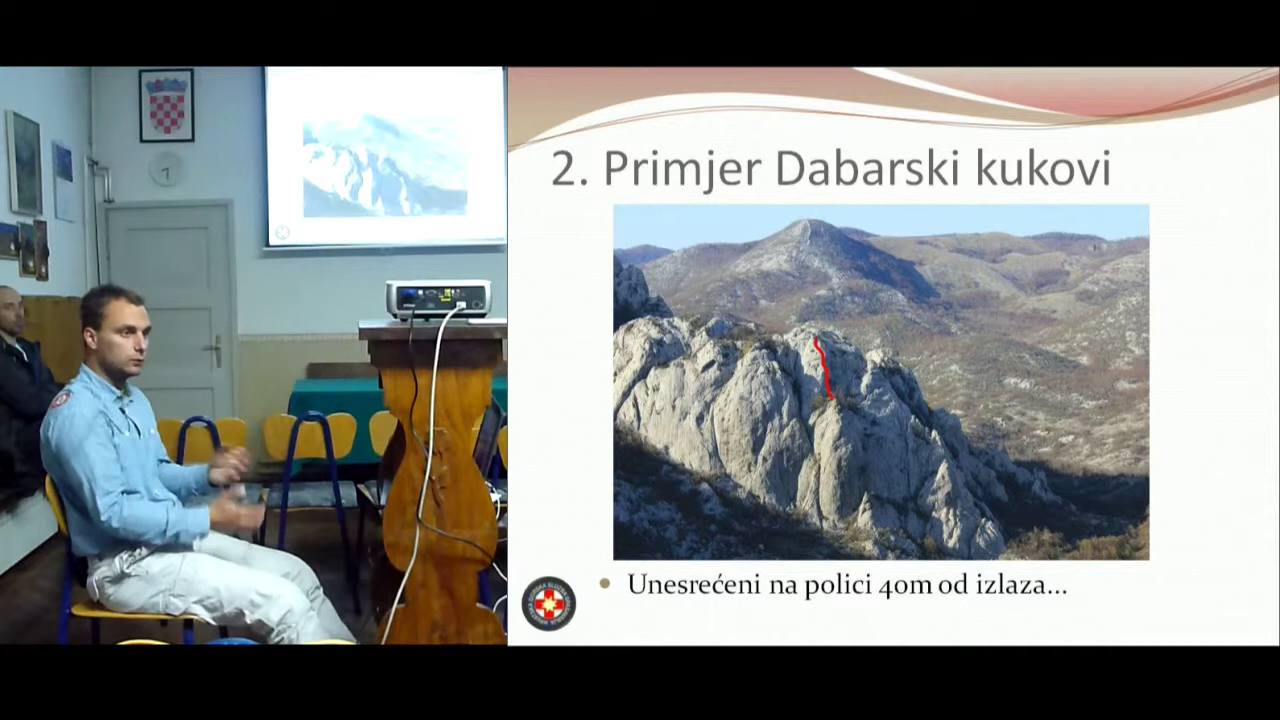 2. Primjer Dabarski kukovi
Unesrećeni na polici 40m od izlaza...